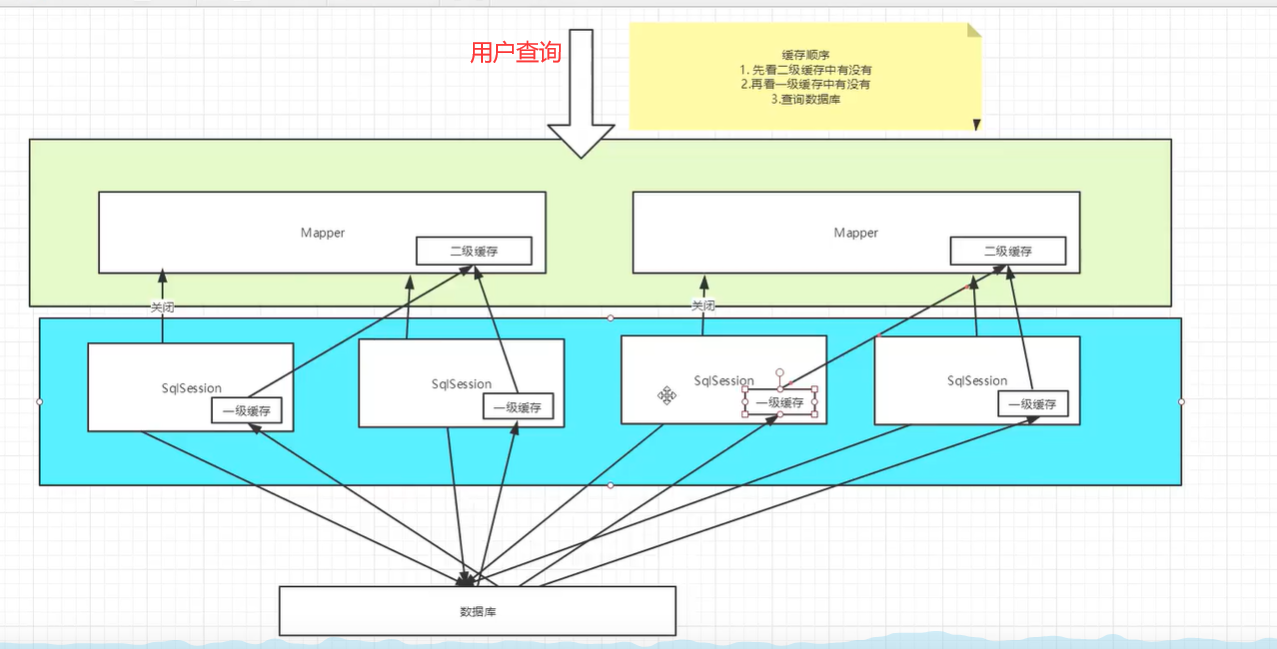 用户查询
缓存顺序
1. 先看二级缓存中有没有
2.再看一级缓存中有没有
3.查询数据库
Mapper
二级缓存
Mapper
二级缓存
关闭
关闭
SqlSession
一级缓存
SqlSession
一级缓存
SqlSession
一级缓存
SqlSession
一级缓存
数据库